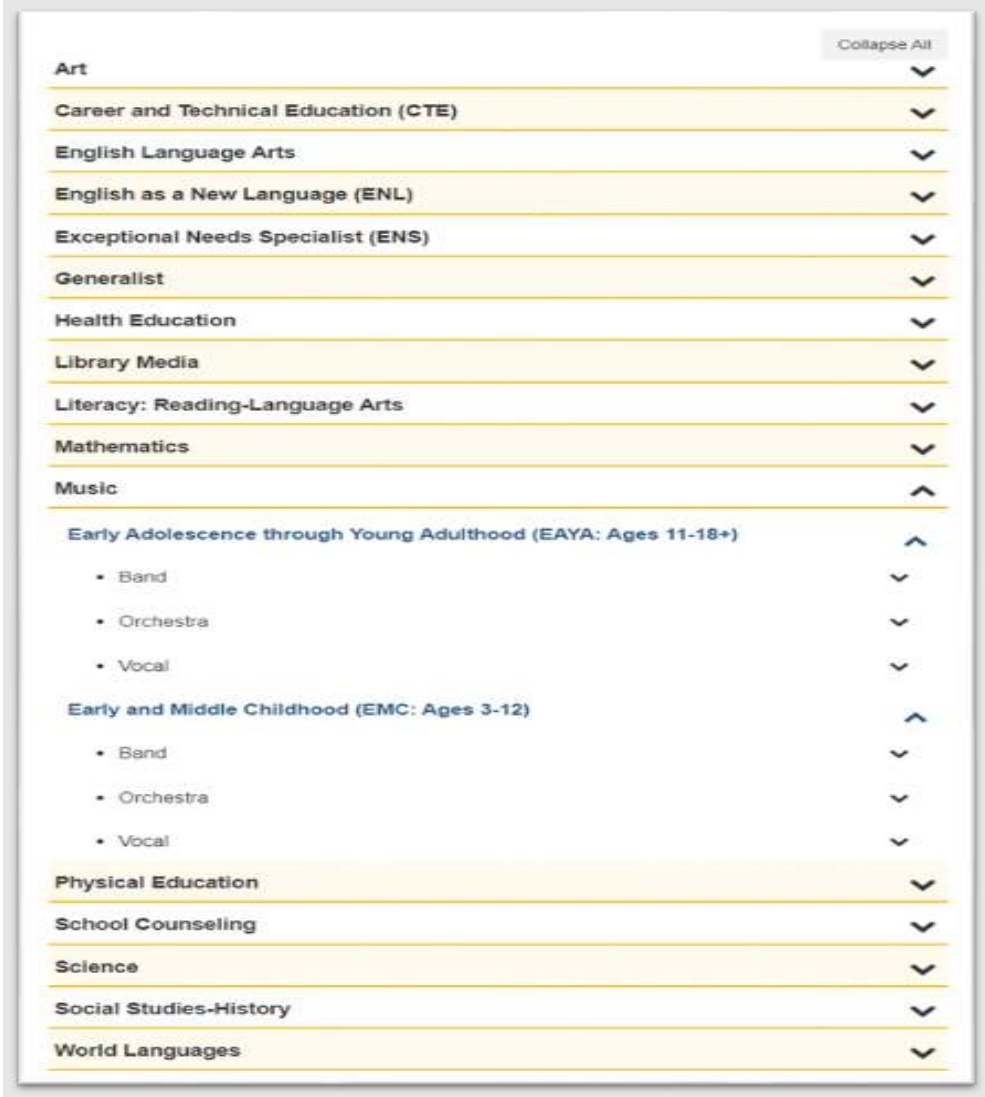 Collapse All
Art
Career and Technical Education (CTE)
English Language Arts
English as a New Language (ENL)
Exceptional Needs Specialist (ENS)
Generalist
Health Education
Library Media
Literacy: Reading-Language Arts
Mathematics
Music
Early Adolescence through Young Adulthood (EAYA: Ages 11-18+)
• Band
• Orchestra
• Vocal
Early and Middle Childhood (EMC: Ages 3-12)
• Band
• Orchestra
• Vocal
Physical Education
School Counseling
Science
Social Studies-History
World Languages